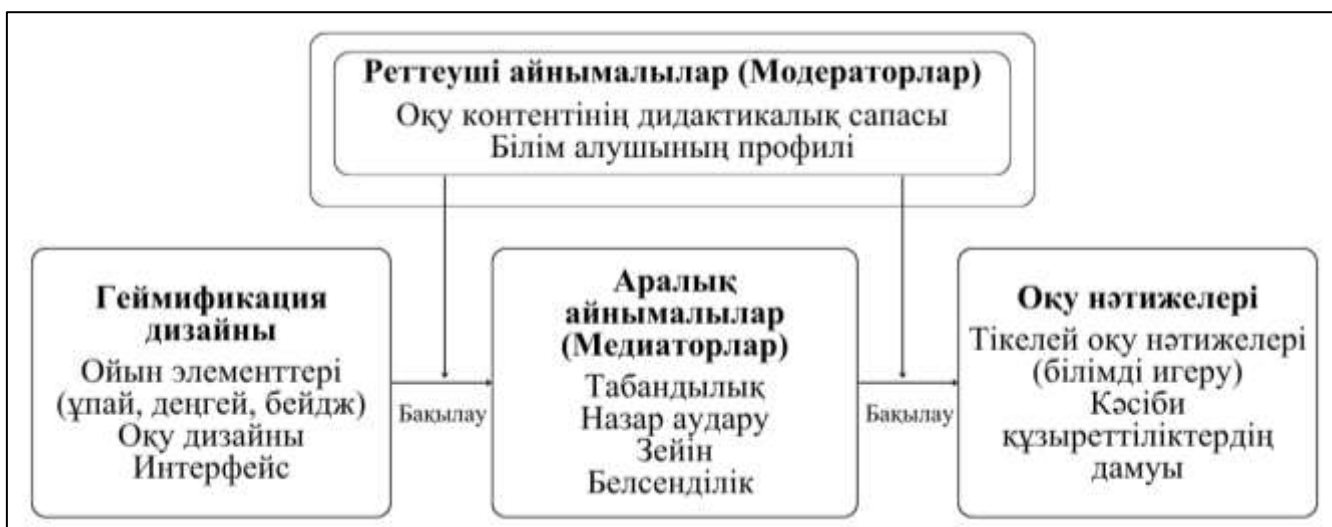 Реттеуші айнымалылар (Модераторлар)
Оқу контентінің дидактикалық сапасы
Білім алушының профилі
Геймификация
дизайны
Ойын элементтері
(ұпай, деңгей, бейдж)
Оқу дизайны
Интерфейс
Бақылау
Аралық
айнымалылар
(Медиаторлар)
Табандылық
Назар аудару
Зейін
Белсенділік
Бақылау
Оқу нәтижелері
Тікелей оқу нәтижелері
(білімді игеру)
Кәсіби
құзыреттіліктердің
дамуы